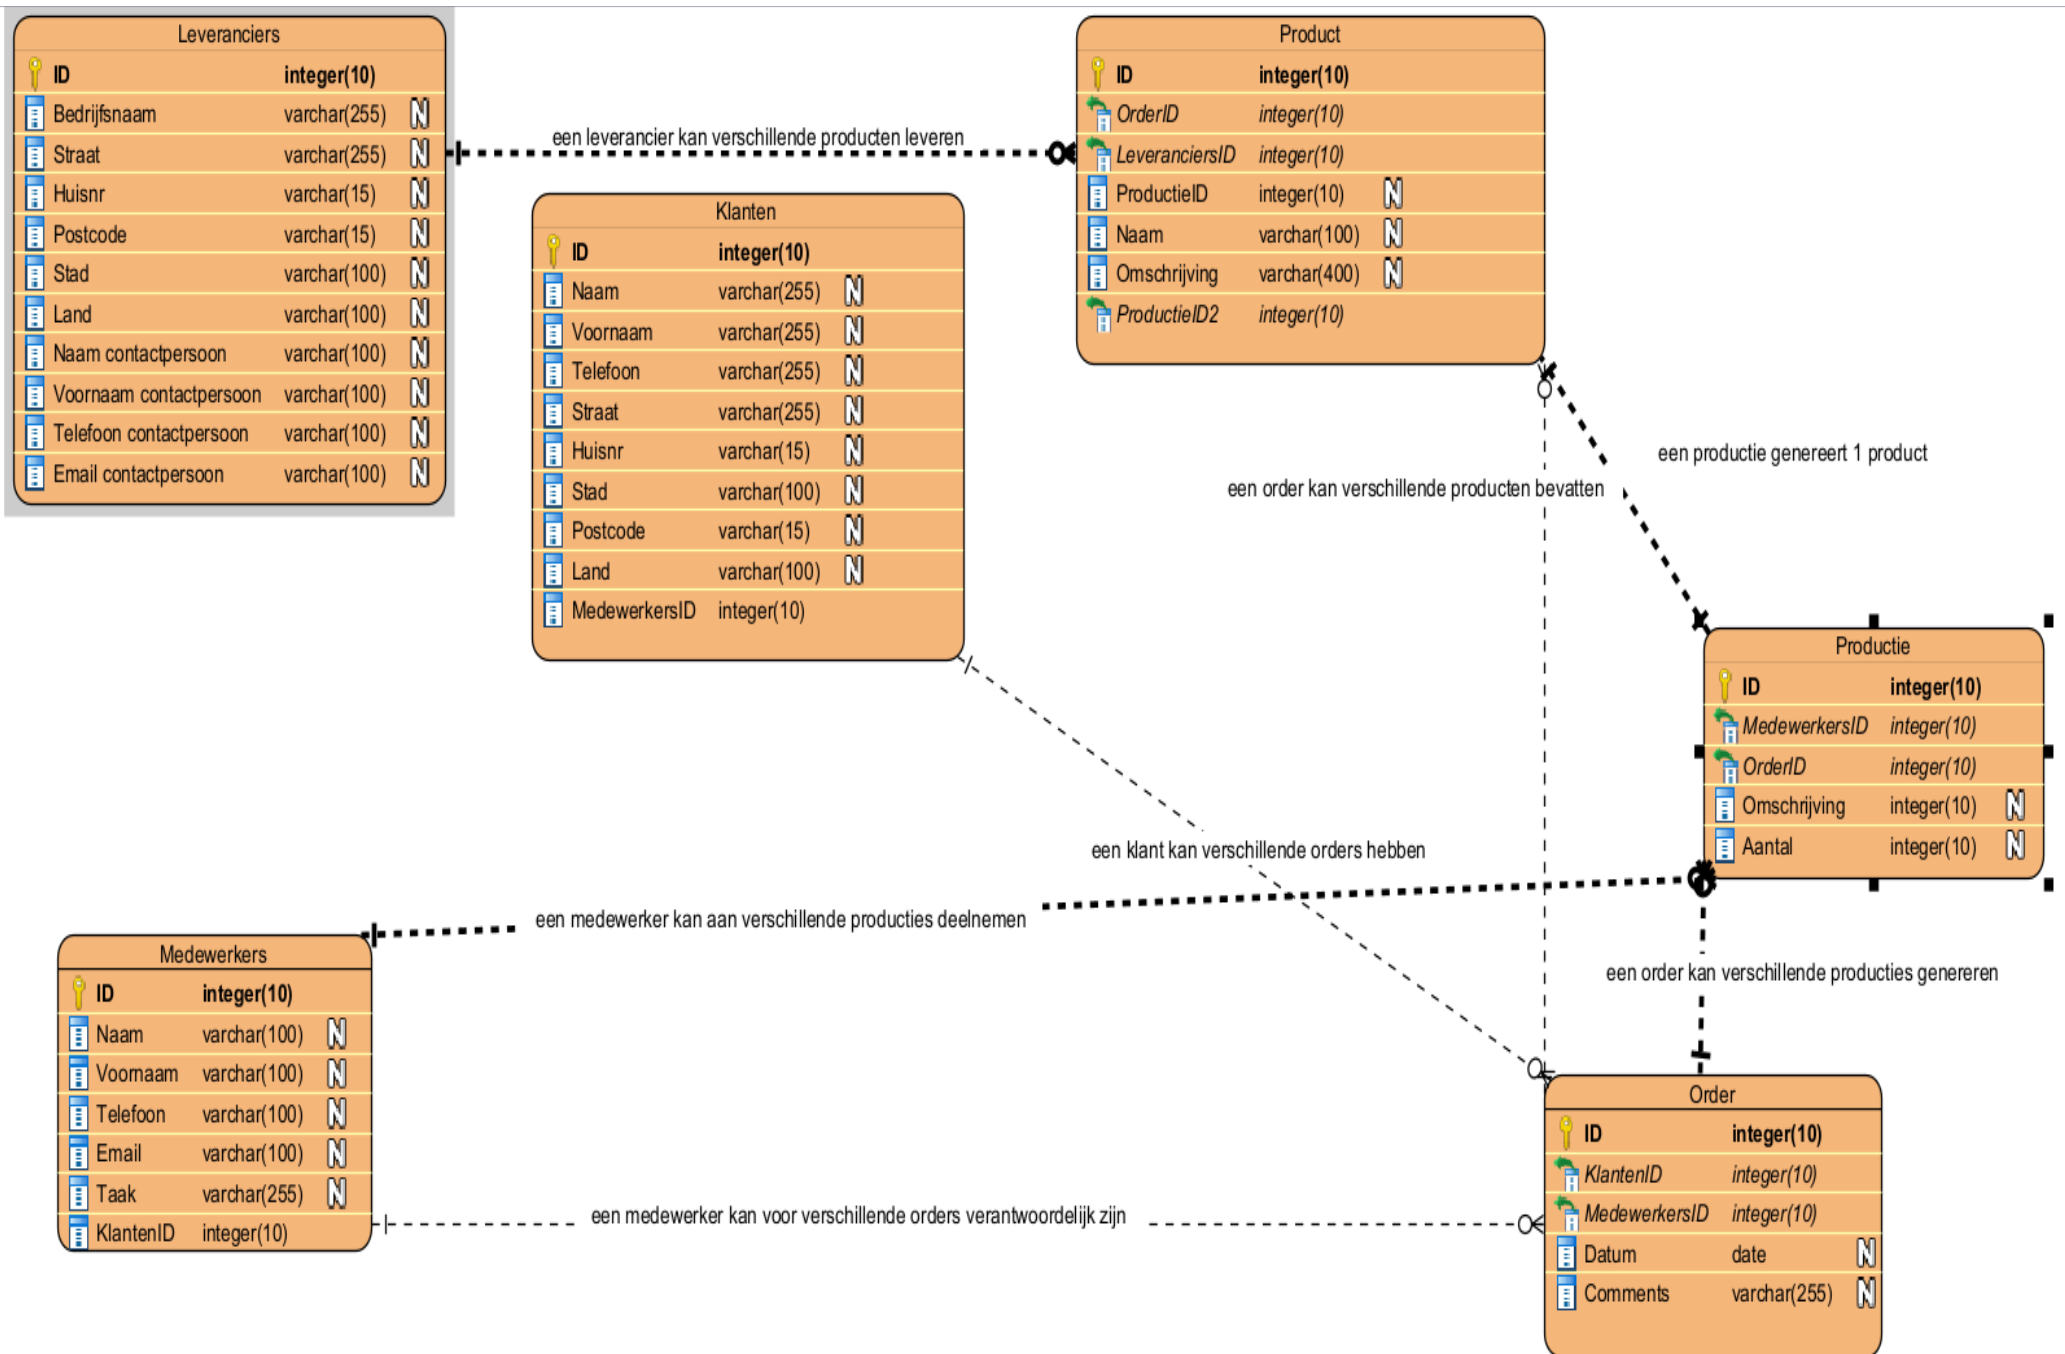 Leveranciers
ID integer(10)
Bedrijfsnaam varchar(255) N
Straat varchar(255) N
Huisnr varchar(15) N
Postcode varchar(15) N
Stad varchar(100) N
Land varchar(100) N
Naam contactpersoon varchar(100) N
Voornaam contactpersoon varchar(100) N
Telefoon contactpersoon varchar(100) N
Email contactpersoon varchar(100) N
een leverancier kan verschillende producten leveren
Product
ID integer(10)
OrderID integer(10)
LeveranciersID integer(10)
ProductieID integer(10) N
Naam varchar(100) N
Omschrijving varchar(400) N
ProductieID2 integer(10)
Klanten
ID integer(10)
Naam varchar(255) N
Voornaam varchar(255) N
Telefoon varchar(255) N
Straat varchar(255) N
Huisnr varchar(15) N
Stad varchar(100) N
Postcode varchar(15) N
Land varchar(100) N
MedewerkersID integer(10)
een productie genereert 1 product
een order kan verschillende producten bevatten
Productie
ID integer(10)
MedewerkersID integer(10)
OrderID integer(10)
Omschrijving integer(10) N
Aantal integer(10) N
een klant kan verschillende orders hebben
een medewerker kan aan verschillende producties deelnemen
een order kan verschillende producties genereren
Medewerkers
ID integer(10)
Naam varchar(100) N
Voornaam varchar(100) N
Telefoon varchar(100) N
Email varchar(100) N
Taak varchar(255) N
KlantenID integer(10)
een medewerker kan voor verschillende orders verantwoordelijk zijn
Order
ID integer(10)
KlantenID integer(10)
MedewerkersID integer(10)
Datum date N
Comments varchar(255) N